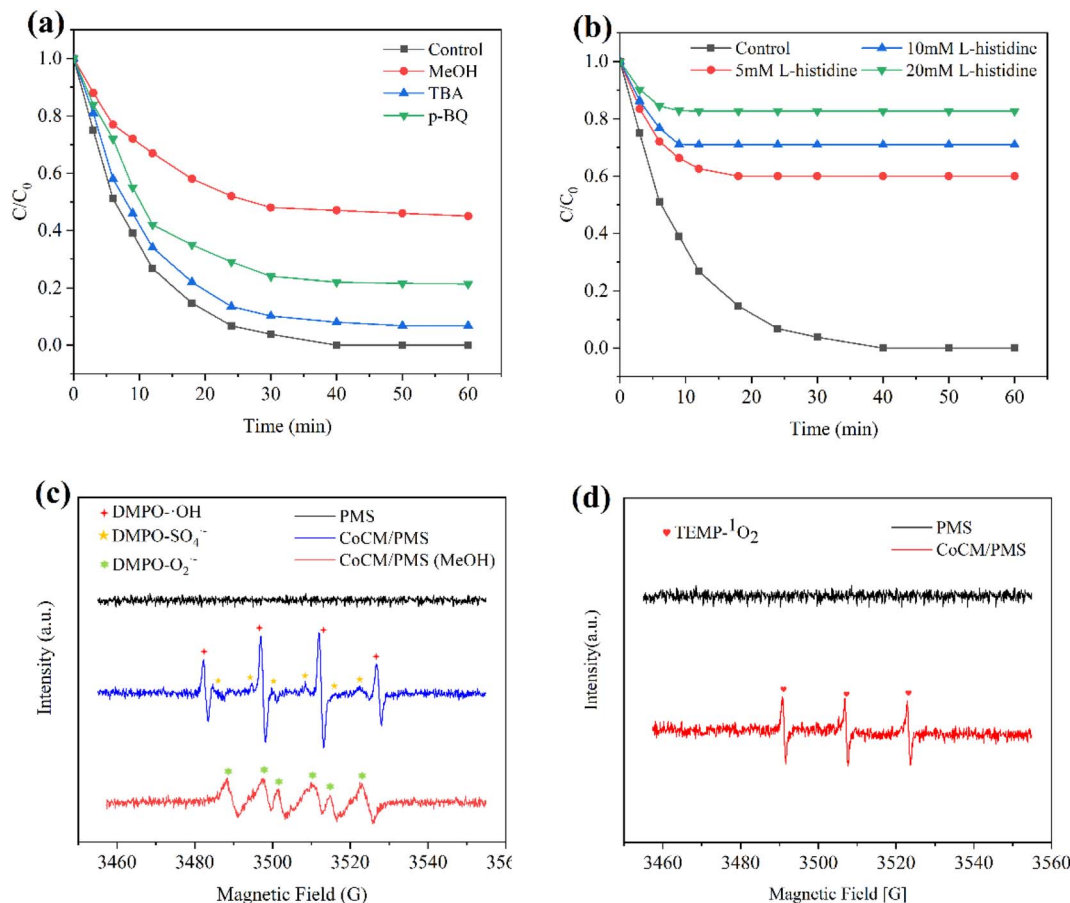 (a)
Control
MeOH
TBA
p-BQ
1.0
0.8
0.6
0.4
0.2
0.0
C/C₀
0 10 20 30 40 50 60
Time (min)
(b)
Control 10mM L-histidine
5mM L-histidine 20mM L-histidine
1.0
0.8
0.6
0.4
0.2
0.0
C/C₀
0 10 20 30 40 50 60
Time (min)
(c)
DMPO-·OH
DMPO-SO₄·⁻
DMPO-O₂·⁻
PMS
CoCM/PMS
CoCM/PMS (MeOH)
Intensity (a.u.)
3460 3480 3500 3520 3540 356
Magnetic Field (G)
(d)
TEMP-¹O₂
PMS
CoCM/PMS
Intensity(a.u.)
3460 3480 3500 3520 3540 3560
Magnetic Field [G]